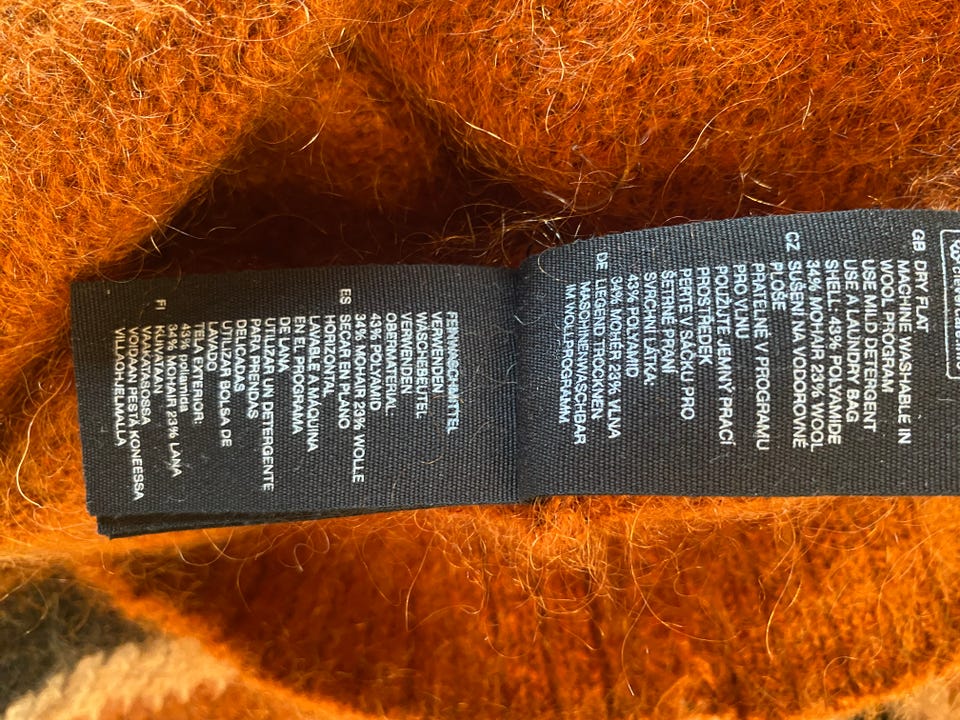 GB DRY FLAT
MACHINE WASHABLE IN
WOOL PROGRAM
USE MILD DETERGENT
USE A LAUNDRY BAG
SHELL: 43% POLYAMIDE
34% MOHAIR 23% WOOL
CZ SUŠENÍ NA VODOROVNÉ
PLOŠE
PRATELNÉ V PROGRAMU
PRO VLNU
POUŽIJTE JEMNÝ PRACÍ
PROSTŘEDEK
PERTE V SÁČKU PRO
ŠETRNÉ PRANÍ
SVRCHNÍ LÁTKA:
43% POLYAMID
34% MOHÉR 23% VLNA
DE LIEGEND TROCKNEN
MASCHINENWASCHBAR
IM WOLLPROGRAMM
FEINWASCHMITTEL
VERWENDEN
WÄSCHEBEUTEL
VERWENDEN
OBERMATERIAL:
43% POLYAMID
34% MOHAIR 23% WOLLE
ES SECAR EN PLANO
HORIZONTAL
LAVABLE A MÁQUINA
EN EL PROGRAMA
DE LANA
UTILIZAR UN DETERGENTE
PARA PRENDAS
DELICADAS
UTILIZAR BOLSA DE
LAVADO
TELA EXTERIOR:
43% poliamida
34% MOHAIR 23% LANA
FI KUIVATAAN
VAAKATASOSSA
VOIDAAN PESTÄ KONEESSA
VILLAOHJELMALLA